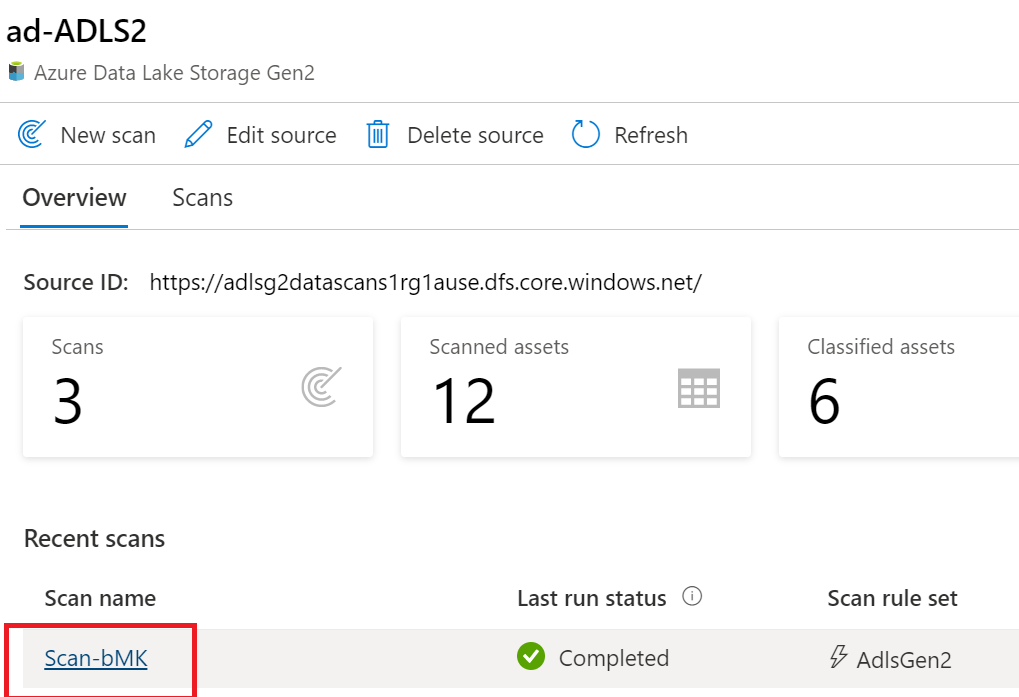 ad-ADLS2
Azure Data Lake Storage Gen2
New scan Edit source Delete source Refresh
Overview Scans
Source ID: https://adlsg2datascans1rg1ause.dfs.core.windows.net/
Scans Scanned assets Classified assets
3 12 6
Recent scans
Scan name Last run status Scan rule set
Scan-bMK Completed AdlsGen2